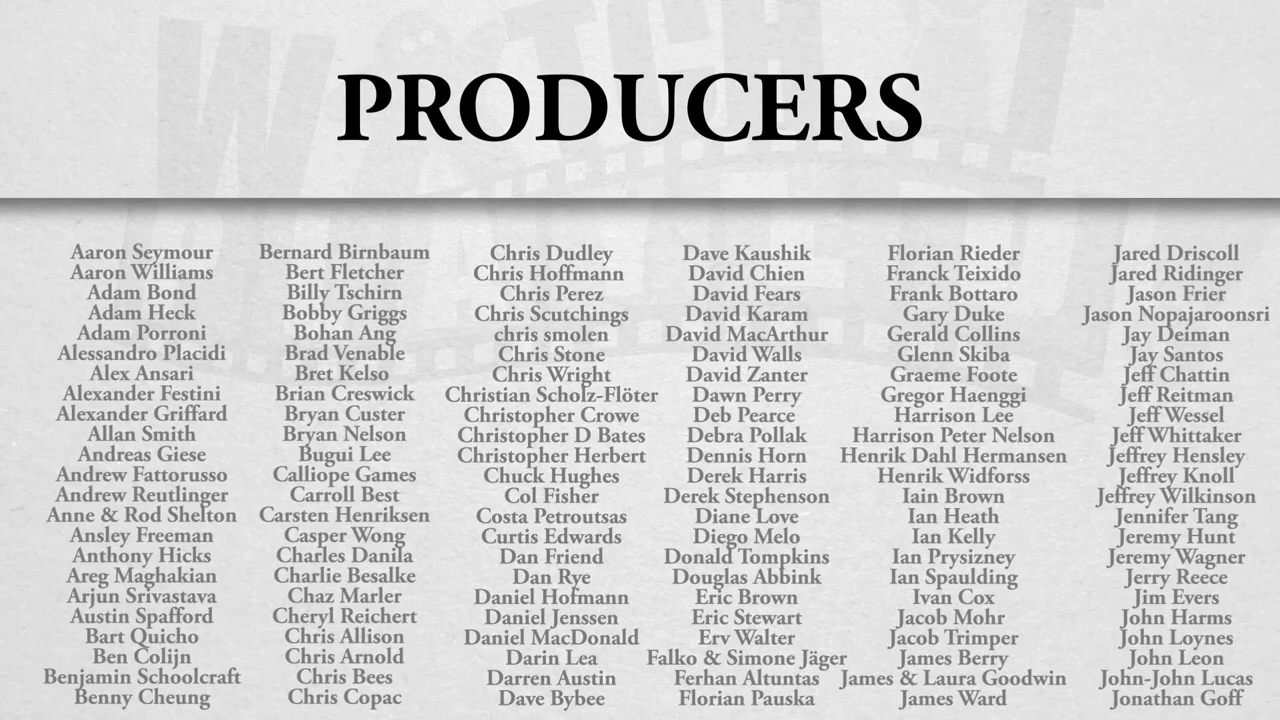 PRODUCERS
Aaron Seymour
Aaron Williams
Adam Bond
Adam Heck
Adam Porroni
Alessandro Placidi
Alex Ansari
Alexander Festini
Alexander Griffard
Allan Smith
Andreas Giese
Andrew Fattorusso
Andrew Reutlinger
Anne & Rod Shelton
Ansley Freeman
Anthony Hicks
Areg Maghakian
Arjun Srivastava
Austin Spafford
Bart Quicho
Ben Colijn
Benjamin Schoolcraft
Benny Cheung
Bernard Birnbaum
Bert Fletcher
Billy Tschirn
Bobby Griggs
Bohan Ang
Brad Venable
Bret Kelso
Brian Creswick
Bryan Custer
Bryan Nelson
Bugui Lee
Calliope Games
Carroll Best
Carsten Henriksen
Casper Wong
Charles Danila
Charlie Besalke
Chaz Marler
Cheryl Reichert
Chris Allison
Chris Arnold
Chris Bees
Chris Copac
Chris Dudley
Chris Hoffmann
Chris Perez
Chris Scutchings
chris smolen
Chris Stone
Chris Wright
Christian Scholz-Flöter
Christopher Crowe
Christopher D Bates
Christopher Herbert
Chuck Hughes
Col Fisher
Costa Petroutsas
Curtis Edwards
Dan Friend
Dan Rye
Daniel Hofmann
Daniel Jenssen
Daniel MacDonald
Darin Lea
Darren Austin
Dave Bybee
Dave Kaushik
David Chien
David Fears
David Karam
David MacArthur
David Walls
David Zanter
Dawn Perry
Deb Pearce
Debra Pollak
Dennis Horn
Derek Harris
Derek Stephenson
Diane Love
Diego Melo
Donald Tompkins
Douglas Abbink
Eric Brown
Eric Stewart
Erv Walter
Falko & Simone Jäger
Ferhan Altuntas
Florian Pauska
Florian Rieder
Franck Teixido
Frank Bottaro
Gary Duke
Gerald Collins
Glenn Skiba
Graeme Foote
Gregor Haenggi
Harrison Lee
Harrison Peter Nelson
Henrik Dahl Hermansen
Henrik Widforss
Iain Brown
Ian Heath
Ian Kelly
Ian Prysizney
Ian Spaulding
Ivan Cox
Jacob Mohr
Jacob Trimper
James Berry
James & Laura Goodwin
James Ward
Jared Driscoll
Jared Ridinger
Jason Frier
Jason Nopajaroonsri
Jay Deiman
Jay Santos
Jeff Chattin
Jeff Reitman
Jeff Wessel
Jeff Whittaker
Jeffrey Hensley
Jeffrey Knoll
Jeffrey Wilkinson
Jennifer Tang
Jeremy Hunt
Jeremy Wagner
Jerry Reece
Jim Evers
John Harms
John Loynes
John Leon
John-John Lucas
Jonathan Goff